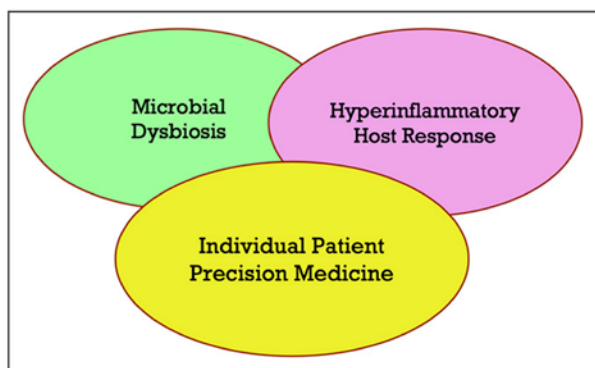 Microbial
Dysbiosis
Hyperinflammatory
Host Response
Individual Patient
Precision Medicine